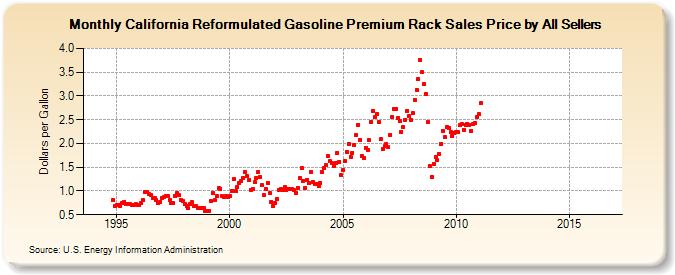 Monthly California Reformulated Gasoline Premium Rack Sales Price by All Sellers
Dollars per Gallon
4.0
3.5
3.0
2.5
2.0
1.5
1.0
0.5
1995 2000 2005 2010 2015
Source: U.S. Energy Information Administration